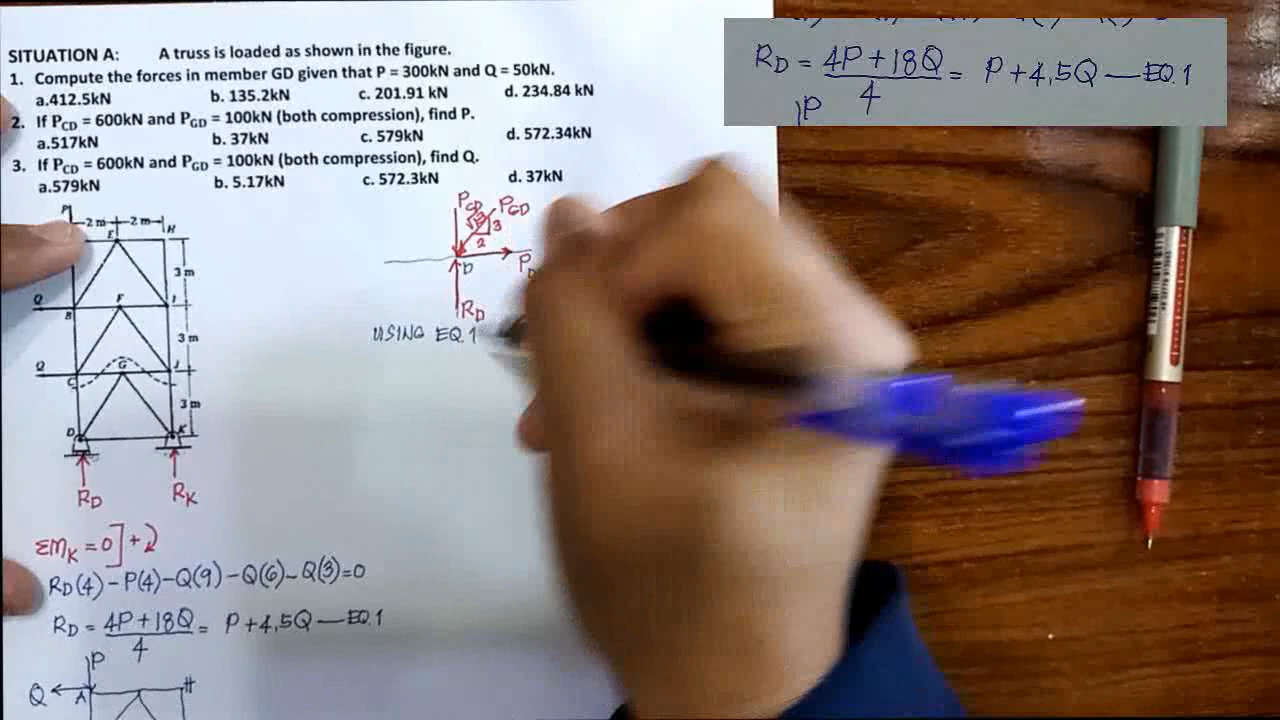 SITUATION A: A truss is loaded as shown in the figure.
1. Compute the forces in member GD given that P = 300kN and Q = 50kN.
a.412.5kN b. 135.2kN c. 201.91 kN d. 234.84 kN
2. If PCD = 600kN and PGD = 100kN (both compression), find P.
a.517kN b. 37kN c. 579kN d. 572.34kN
3. If PCD = 600kN and PGD = 100kN (both compression), find Q.
a.579kN b. 5.17kN c. 572.3kN d. 37kN
RD = 4P + 18Q / 4 = P + 4.5Q — EQ.1
P
P
2 m 2 m
E H
3 m
Q F I
B
3 m
Q G J
C
3 m
D K
RD RK
PCD PGD
√13 3
2
D
RD
USING EQ.1
ΣMK = 0] +
RD(4) – P(4) – Q(9) – Q(6) – Q(3) = 0
RD = 4P + 18Q / 4 = P + 4.5Q — EQ.1
P
Q A H